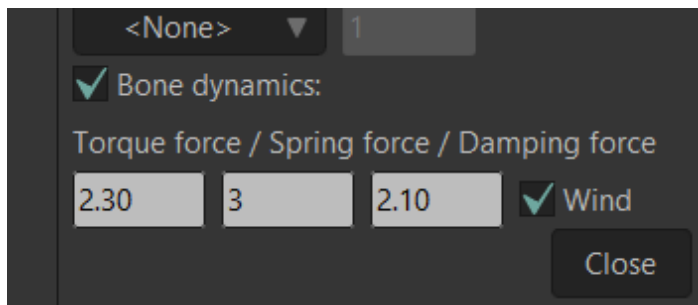 <None> ▼ 1
Bone dynamics:
Torque force / Spring force / Damping force
2.30 3 2.10 Wind
Close